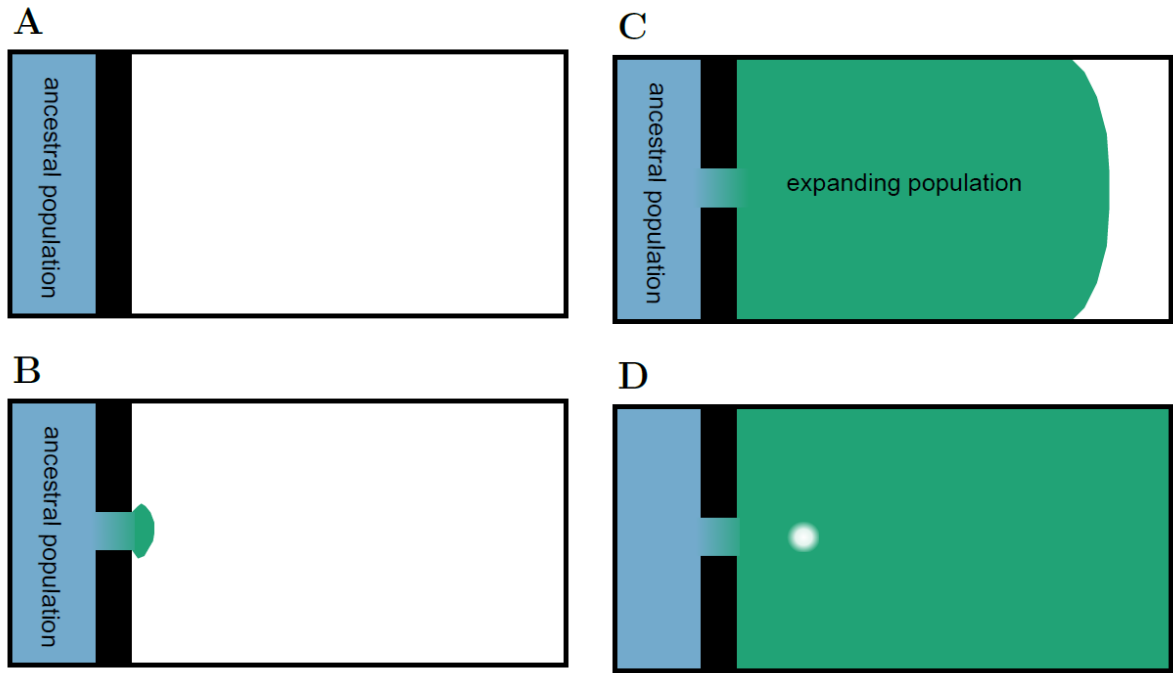 A
ancestral population
B
ancestral population
C
ancestral population
expanding population
D